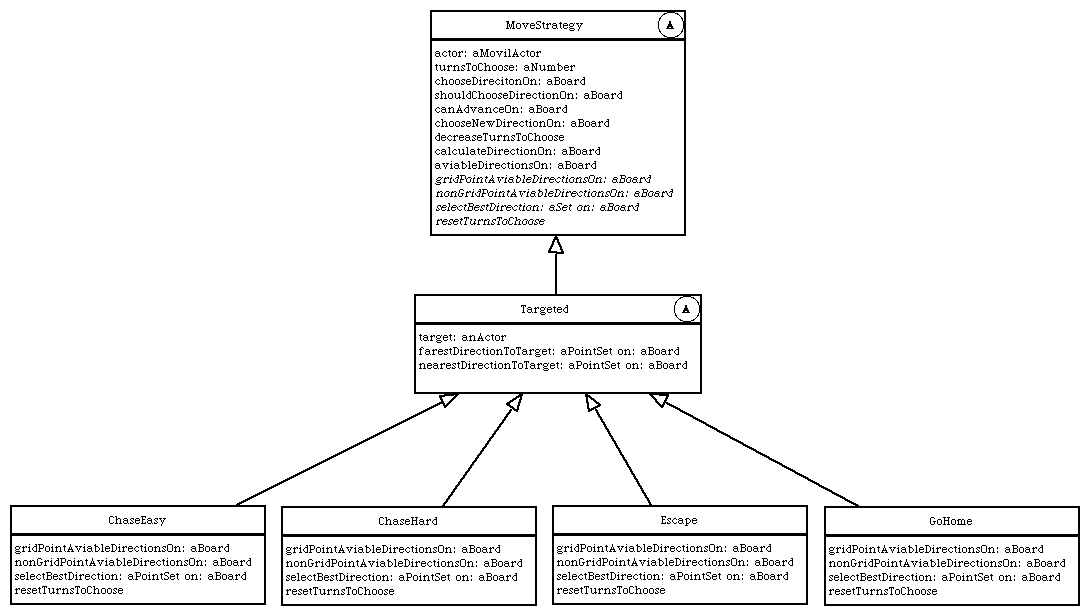 MoveStrategy
A
actor: aMovilActor
turnsToChoose: aNumber
chooseDirecitonOn: aBoard
shouldChooseDirectionOn: aBoard
canAdvanceOn: aBoard
chooseNewDirectionOn: aBoard
decreaseTurnsToChoose
calculateDirectionOn: aBoard
aviableDirectionsOn: aBoard
gridPointAviableDirectionsOn: aBoard
nonGridPointAviableDirectionsOn: aBoard
selectBestDirection: aSet on: aBoard
resetTurnsToChoose
Targeted
A
target: anActor
farestDirectionToTarget: aPointSet on: aBoard
nearestDirectionToTarget: aPointSet on: aBoard
ChaseEasy
gridPointAviableDirectionsOn: aBoard
nonGridPointAviableDirectionsOn: aBoard
selectBestDirection: aPointSet on: aBoard
resetTurnsToChoose
ChaseHard
gridPointAviableDirectionsOn: aBoard
nonGridPointAviableDirectionsOn: aBoard
selectBestDirection: aPointSet on: aBoard
resetTurnsToChoose
Escape
gridPointAviableDirectionsOn: aBoard
nonGridPointAviableDirectionsOn: aBoard
selectBestDirection: aPointSet on: aBoard
resetTurnsToChoose
GoHome
gridPointAviableDirectionsOn: aBoard
nonGridPointAviableDirectionsOn: aBoard
selectBestDirection: aPointSet on: aBoard
resetTurnsToChoose